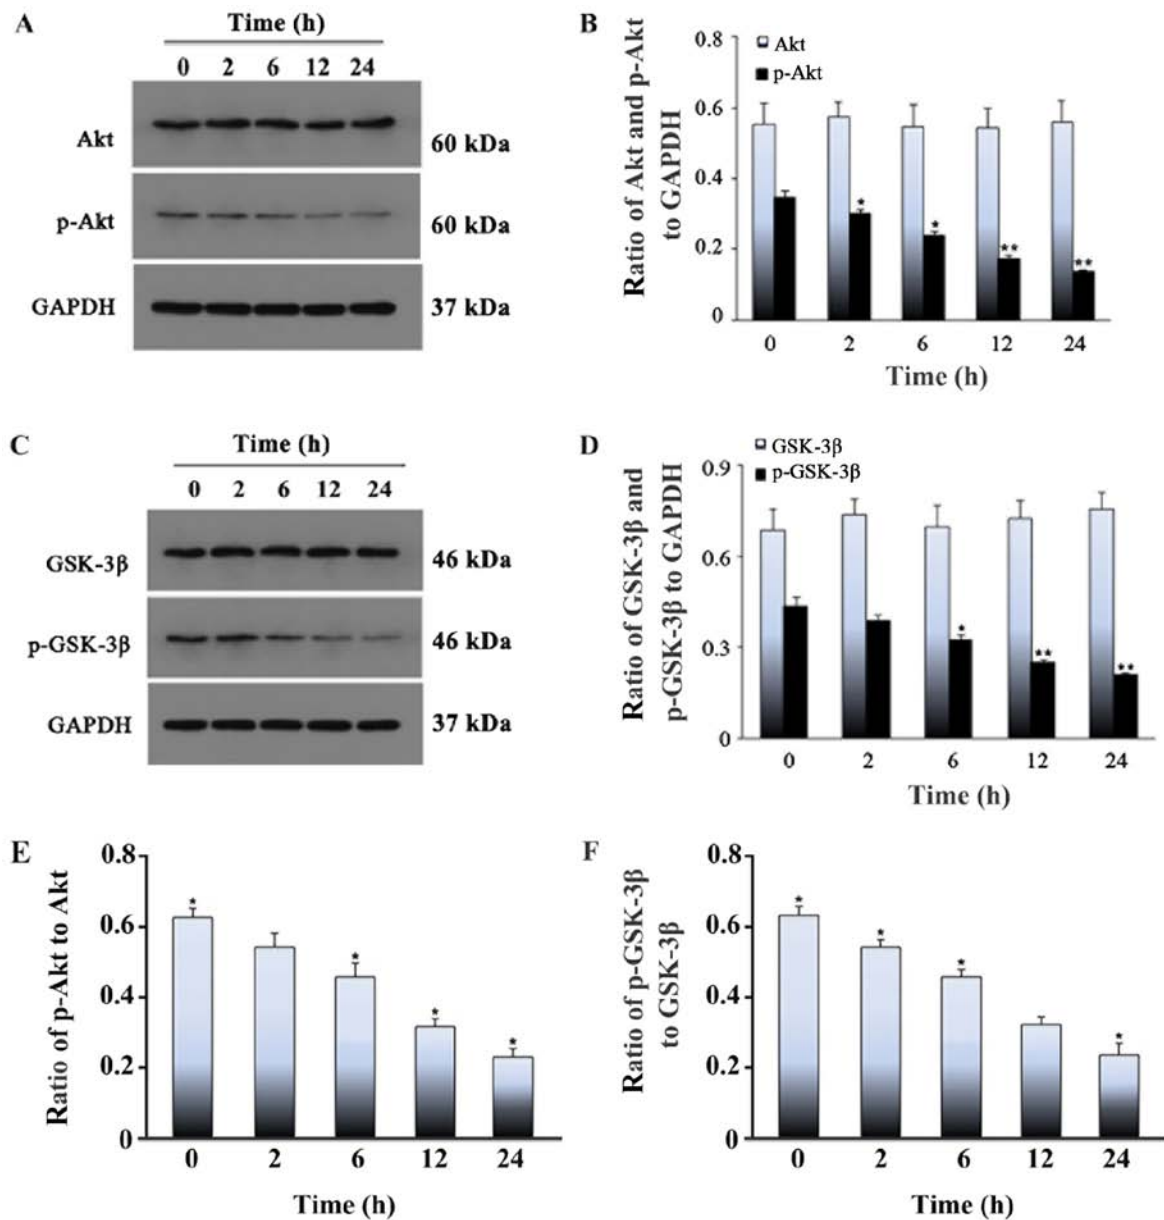 A
Time (h)
0 2 6 12 24
Akt
60 kDa
p-Akt
60 kDa
GAPDH
37 kDa
B
Ratio of Akt and p-Akt
to GAPDH
0.8
0.6
0.4
0.2
0
Akt
p-Akt
* * ** **
0 2 6 12 24
Time (h)
C
Time (h)
0 2 6 12 24
GSK-3β
46 kDa
p-GSK-3β
46 kDa
GAPDH
37 kDa
D
Ratio of GSK-3β and
p-GSK-3β to GAPDH
GSK-3β
p-GSK-3β
0.9
0.6
0.3
0
* ** **
0 2 6 12 24
Time (h)
E
Ratio of p-Akt to Akt
0.8
0.6
0.4
0.2
0
* * * *
0 2 6 12 24
Time (h)
F
Ratio of p-GSK-3β
to GSK-3β
0.8
0.6
0.4
0.2
0
* * * *
0 2 6 12 24
Time (h)